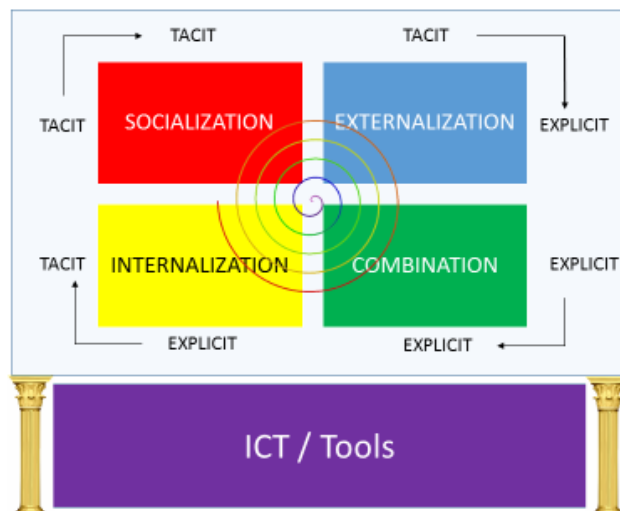 TACIT
TACIT
TACIT
SOCIALIZATION
EXTERNALIZATION
EXPLICIT
TACIT
INTERNALIZATION
COMBINATION
EXPLICIT
EXPLICIT
EXPLICIT
ICT / Tools